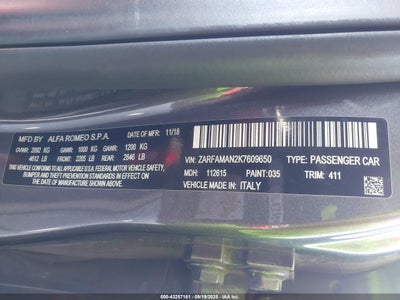 MFD BY ALFA ROMEO S.P.A. DATE OF MFR: 11/18
GVWR: 2092 KG GAWR: 1000 KG GAWR: 1200 KG
4612 LB FRONT: 2205 LB REAR: 2646 LB
THIS VEHICLE CONFORMS TO ALL APPLICABLE
FEDERAL MOTOR VEHICLE SAFETY,
BUMPER AND THEFT PREVENTION STANDARDS
IN EFFECT ON THE DATE OF MANUFACTURE
SHOWN ABOVE.
VIN: ZARFAMAN2K7609650 TYPE: PASSENGER CAR
MDH: 112615 PAINT: 035 TRIM: 411
VEHICLE MADE IN: ITALY
000-43257161 - 09/19/2025 - IAA Inc.